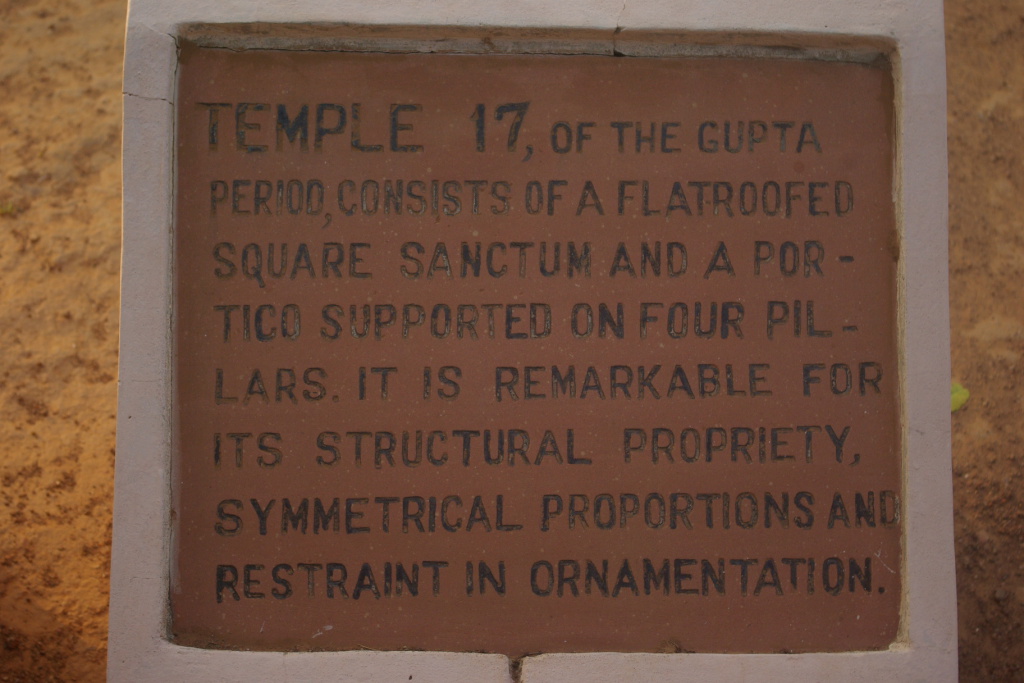 TEMPLE 17, OF THE GUPTA
PERIOD, CONSISTS OF A FLATROOFED
SQUARE SANCTUM AND A POR-
TICO SUPPORTED ON FOUR PIL-
LARS. IT IS REMARKABLE FOR
ITS STRUCTURAL PROPRIETY,
SYMMETRICAL PROPORTIONS AND
RESTRAINT IN ORNAMENTATION.